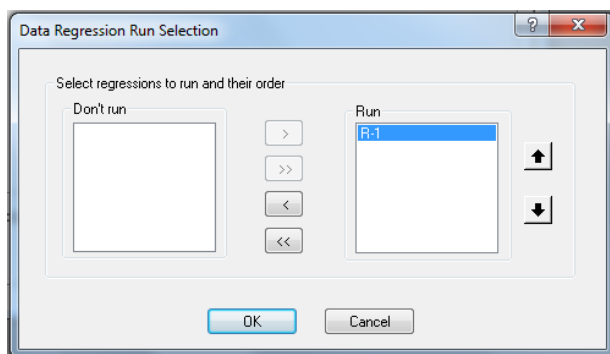 Data Regression Run Selection
?
X
Select regressions to run and their order
Don't run
Run
R-1
>
>>
<
<<
OK
Cancel